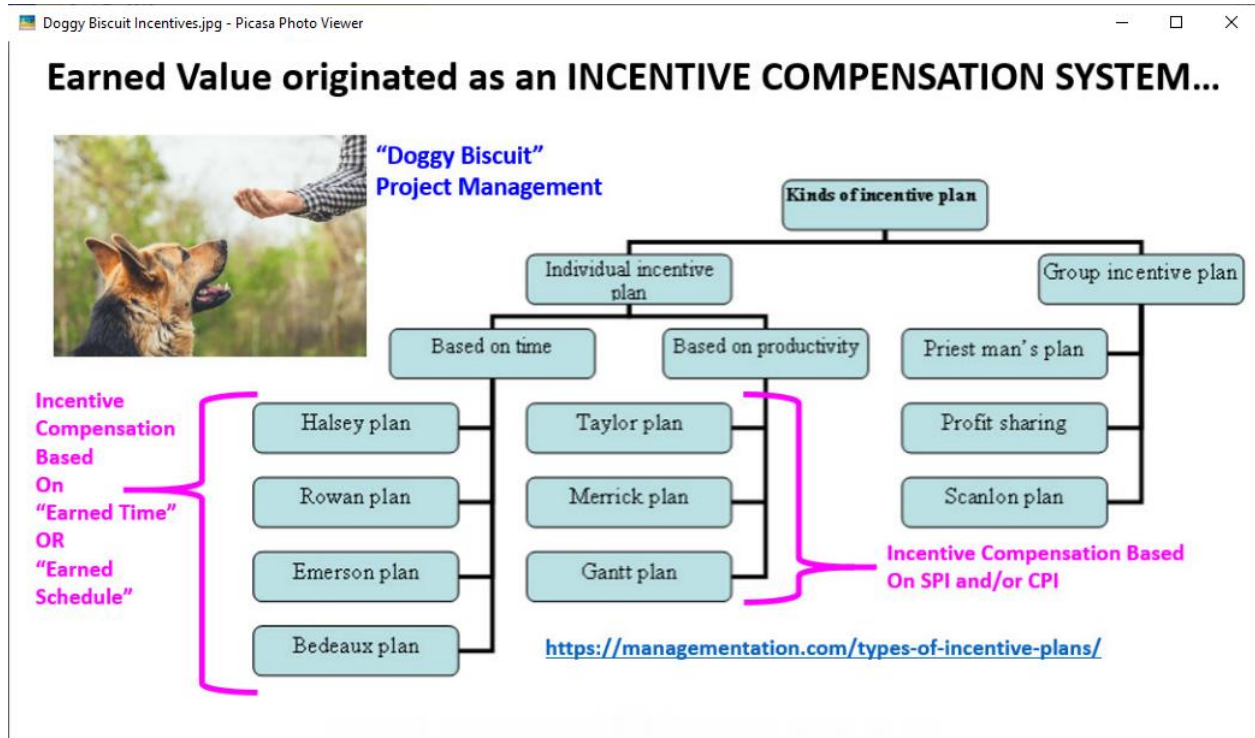 Doggy Biscuit Incentives.jpg - Picasa Photo Viewer
Earned Value originated as an INCENTIVE COMPENSATION SYSTEM...
“Doggy Biscuit”
Project Management
Kinds of incentive plan
Individual incentive
plan
Group incentive plan
Based on time
Based on productivity
Priest man’s plan
Profit sharing
Scanlon plan
Incentive
Compensation
Based
On
“Earned Time”
OR
“Earned
Schedule”
Halsey plan
Rowan plan
Emerson plan
Bedeaux plan
Taylor plan
Merrick plan
Gantt plan
Incentive Compensation Based
On SPI and/or CPI
https://managementation.com/types-of-incentive-plans/